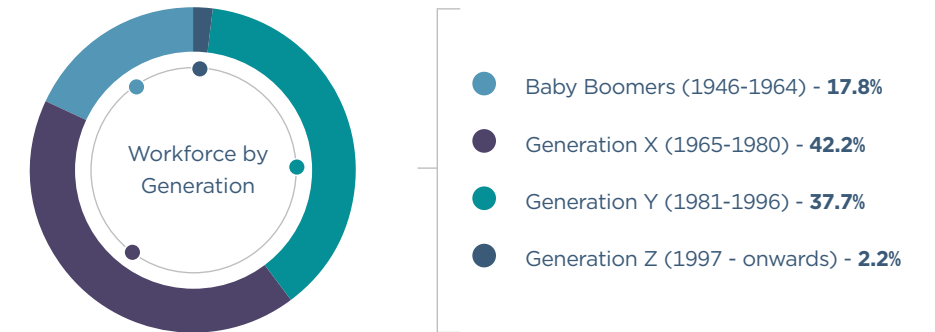 Workforce by
Generation
Baby Boomers (1946-1964) - 17.8%
Generation X (1965-1980) - 42.2%
Generation Y (1981-1996) - 37.7%
Generation Z (1997 - onwards) - 2.2%